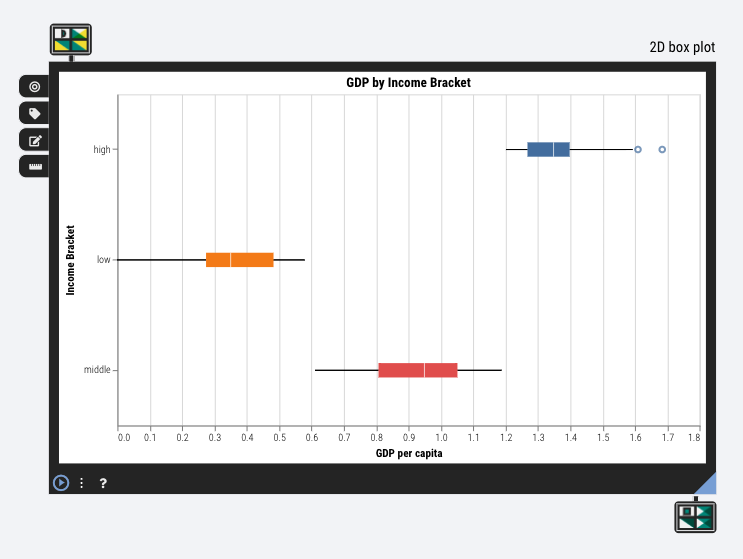 2D box plot
GDP by Income Bracket
high
low
middle
Income Bracket
0.0 0.1 0.2 0.3 0.4 0.5 0.6 0.7 0.8 0.9 1.0 1.1 1.2 1.3 1.4 1.5 1.6 1.7 1.8
GDP per capita
?